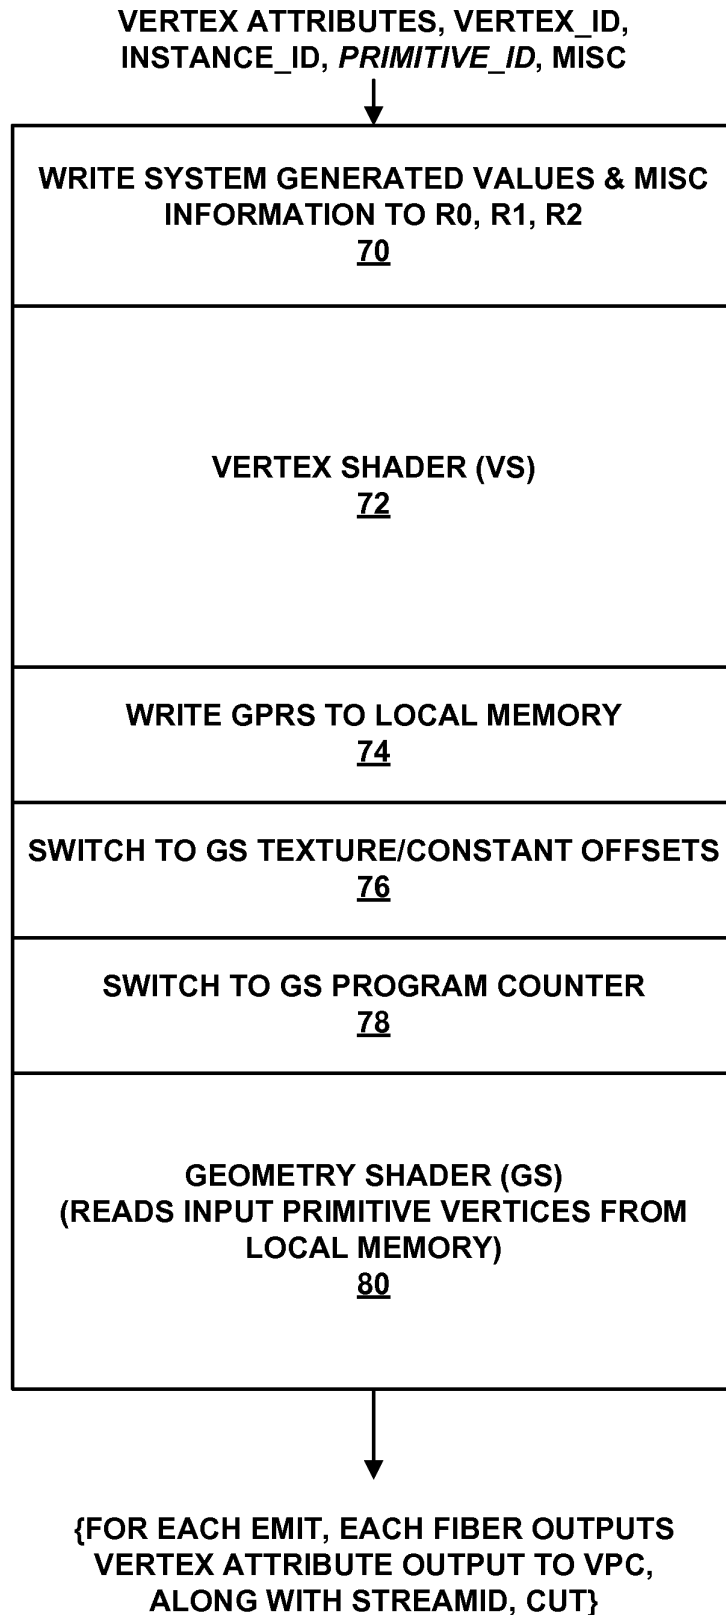 VERTEX ATTRIBUTES, VERTEX_ID,
INSTANCE_ID, PRIMITIVE_ID, MISC
WRITE SYSTEM GENERATED VALUES & MISC
INFORMATION TO R0, R1, R2
70
VERTEX SHADER (VS)
72
WRITE GPRS TO LOCAL MEMORY
74
SWITCH TO GS TEXTURE/CONSTANT OFFSETS
76
SWITCH TO GS PROGRAM COUNTER
78
GEOMETRY SHADER (GS)
(READS INPUT PRIMITIVE VERTICES FROM
LOCAL MEMORY)
80
{FOR EACH EMIT, EACH FIBER OUTPUTS
VERTEX ATTRIBUTE OUTPUT TO VPC,
ALONG WITH STREAMID, CUT}